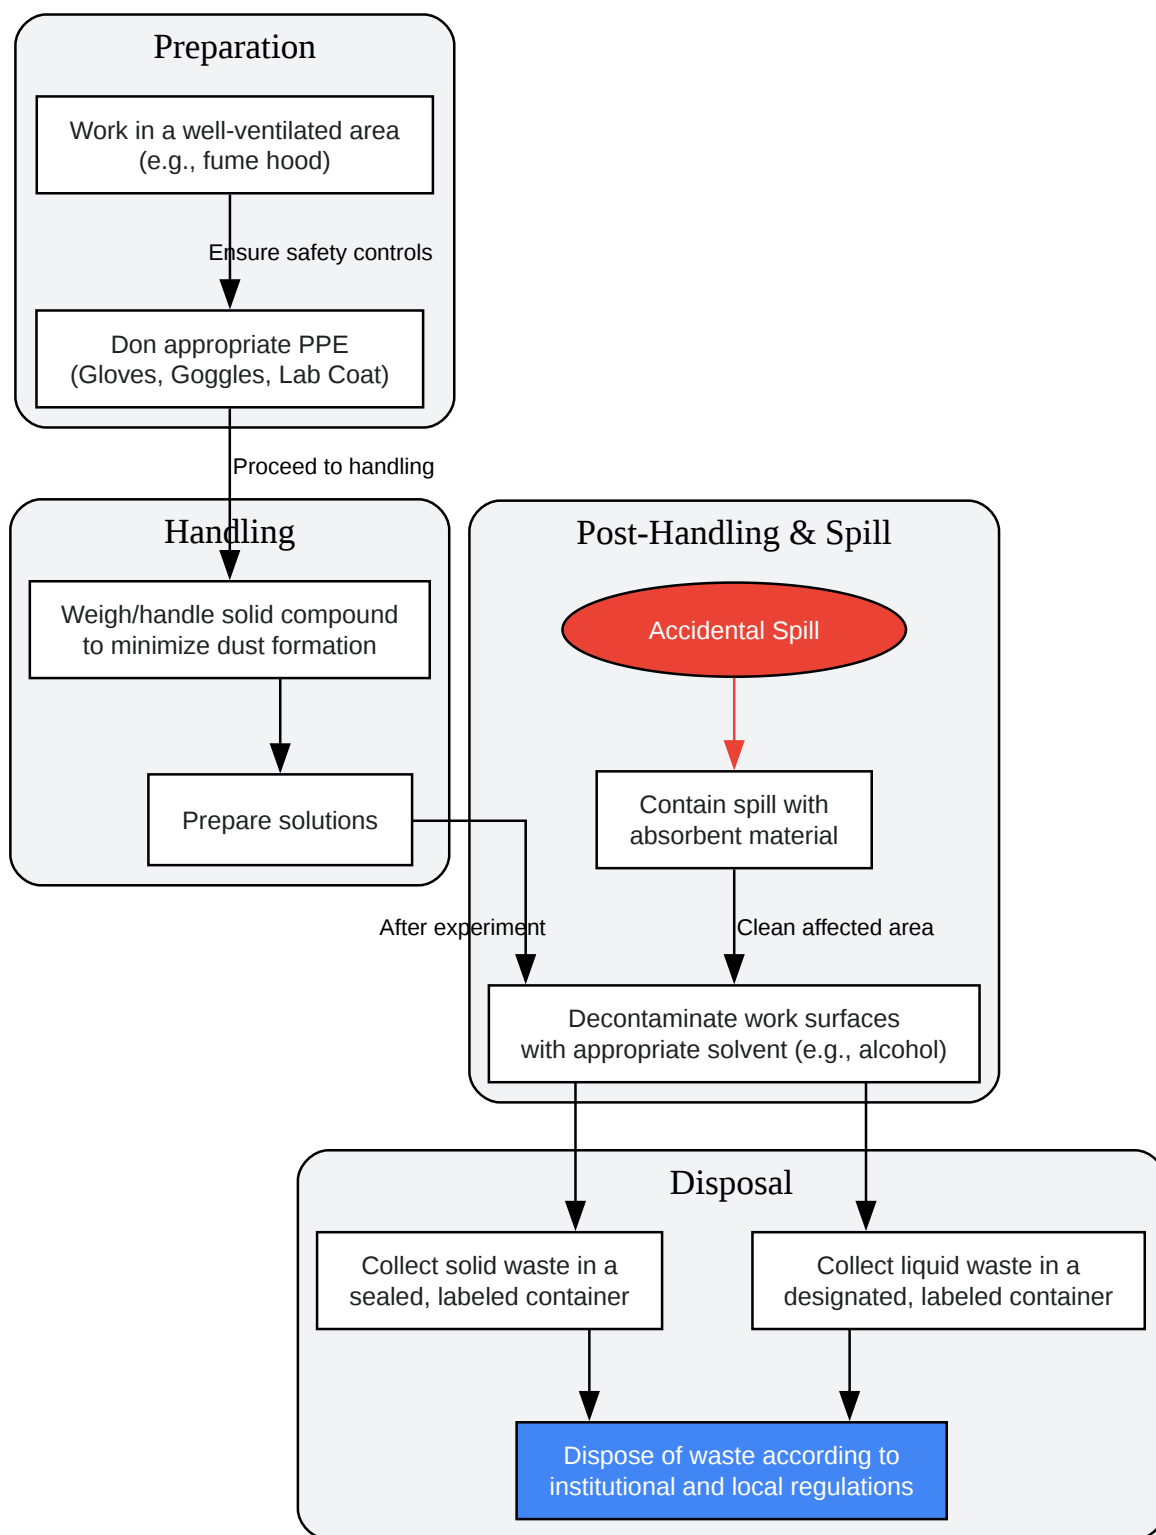 Preparation
Work in a well-ventilated area
(e.g., fume hood)
Ensure safety controls
Don appropriate PPE
(Gloves, Goggles, Lab Coat)
Proceed to handling
Handling
Weigh/handle solid compound
to minimize dust formation
Prepare solutions
After experiment
Post-Handling & Spill
Accidental Spill
Contain spill with
absorbent material
Clean affected area
Decontaminate work surfaces
with appropriate solvent (e.g., alcohol)
Disposal
Collect solid waste in a
sealed, labeled container
Collect liquid waste in a
designated, labeled container
Dispose of waste according to
institutional and local regulations